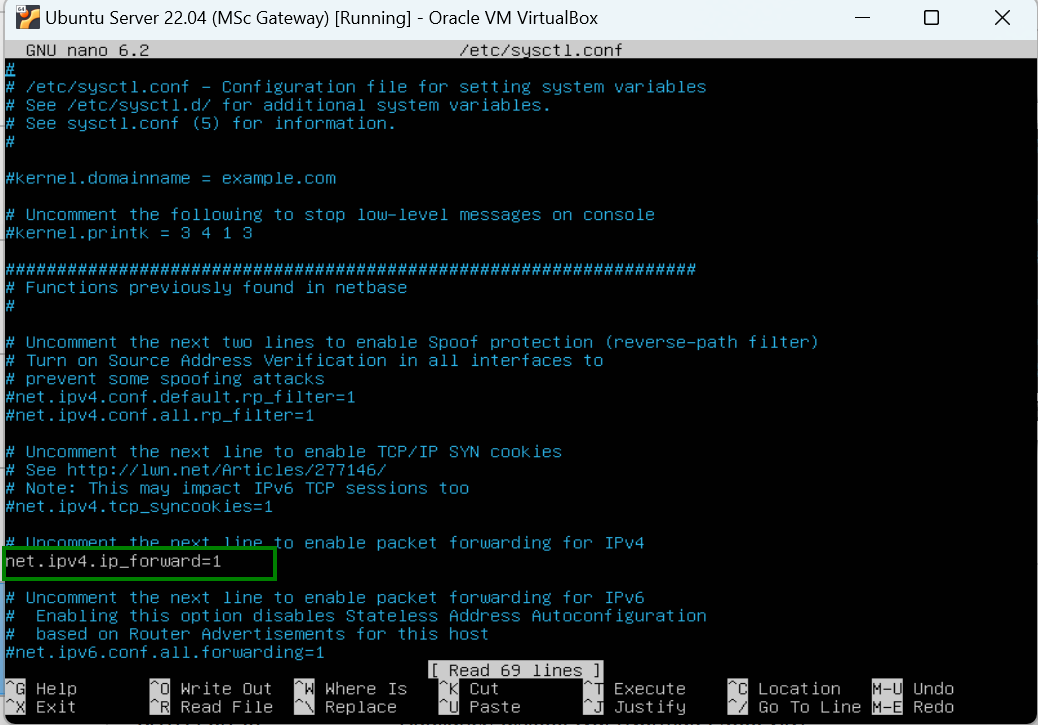 Ubuntu Server 22.04 (MSc Gateway) [Running] - Oracle VM VirtualBox
GNU nano 6.2 /etc/sysctl.conf
#
# /etc/sysctl.conf - Configuration file for setting system variables
# See /etc/sysctl.d/ for additional system variables.
# See sysctl.conf (5) for information.
#
#kernel.domainname = example.com
# Uncomment the following to stop low-level messages on console
#kernel.printk = 3 4 1 3
###################################################################
# Functions previously found in netbase
#
# Uncomment the next two lines to enable Spoof protection (reverse-path filter)
# Turn on Source Address Verification in all interfaces to
# prevent some spoofing attacks
#net.ipv4.conf.default.rp_filter=1
#net.ipv4.conf.all.rp_filter=1
# Uncomment the next line to enable TCP/IP SYN cookies
# See http://lwn.net/Articles/277146/
# Note: This may impact IPv6 TCP sessions too
#net.ipv4.tcp_syncookies=1
# Uncomment the next line to enable packet forwarding for IPv4
net.ipv4.ip_forward=1
# Uncomment the next line to enable packet forwarding for IPv6
#  Enabling this option disables Stateless Address Autoconfiguration
#  based on Router Advertisements for this host
#net.ipv6.conf.all.forwarding=1
[ Read 69 lines ]
^G Help ^O Write Out ^W Where Is ^K Cut ^T Execute ^C Location M-U Undo
^X Exit ^R Read File ^\ Replace ^U Paste ^J Justify ^/ Go To Line M-E Redo